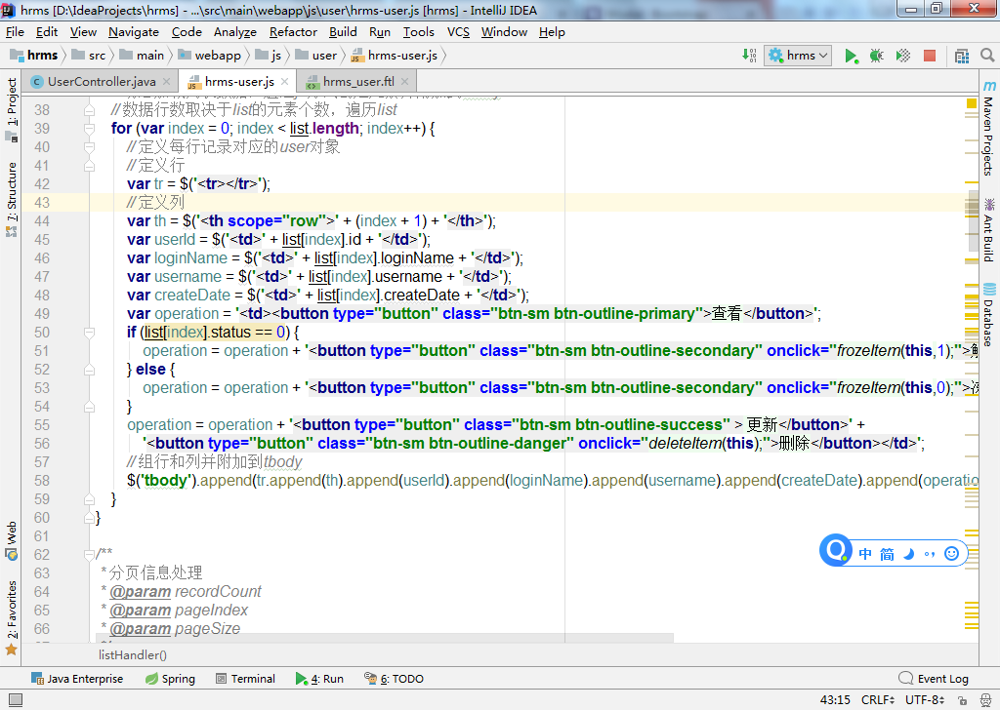 hrms [D:\IdeaProjects\hrms] - ...\src\main\webapp\js\user\hrms-user.js [hrms] - IntelliJ IDEA
File Edit View Navigate Code Analyze Refactor Build Run Tools VCS Window Help
hrms src main webapp js user hrms-user.js hrms
UserController.java hrms-user.js hrms_user.ftl
1: Project
7: Structure
Web
2: Favorites
38 //数据行数取决于list的元素个数，遍历list
39 for (var index = 0; index < list.length; index++) {
40 //定义每行记录对应的user对象
41 //定义行
42 var tr = $('<tr></tr>');
43 //定义列
44 var th = $('<th scope="row">' + (index + 1) + '</th>');
45 var userId = $('<td>' + list[index].id + '</td>');
46 var loginName = $('<td>' + list[index].loginName + '</td>');
47 var username = $('<td>' + list[index].username + '</td>');
48 var createDate = $('<td>' + list[index].createDate + '</td>');
49 var operation = '<td><button type="button" class="btn-sm btn-outline-primary">查看</button>';
50 if (list[index].status == 0) {
51 operation = operation + '<button type="button" class="btn-sm btn-outline-secondary" onclick="frozeItem(this,1);">
52 } else {
53 operation = operation + '<button type="button" class="btn-sm btn-outline-secondary" onclick="frozeItem(this,0);">
54 }
55 operation = operation + '<button type="button" class="btn-sm btn-outline-success" > 更新</button>' +
56 '<button type="button" class="btn-sm btn-outline-danger" onclick="deleteItem(this);">删除</button></td>';
57 //组行和列并附加到tbody
58 $('tbody').append(tr.append(th).append(userId).append(loginName).append(username).append(createDate).append(operatio
59 }
60 }
61
62 /**
63 * 分页信息处理
64 * @param recordCount
65 * @param pageIndex
66 * @param pageSize
中 简
listHandler()
Maven Projects
Ant Build
Database
Java Enterprise Spring Terminal 4: Run 6: TODO Event Log
43:15 CRLF UTF-8